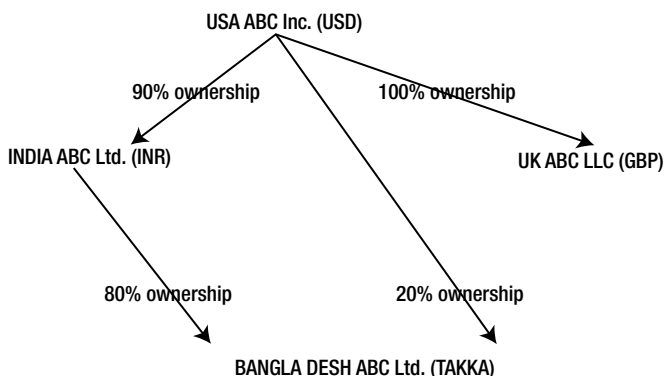 USA ABC Inc. (USD)
90% ownership
100% ownership
INDIA ABC Ltd. (INR)
UK ABC LLC (GBP)
80% ownership
20% ownership
BANGLA DESH ABC Ltd. (TAKKA)